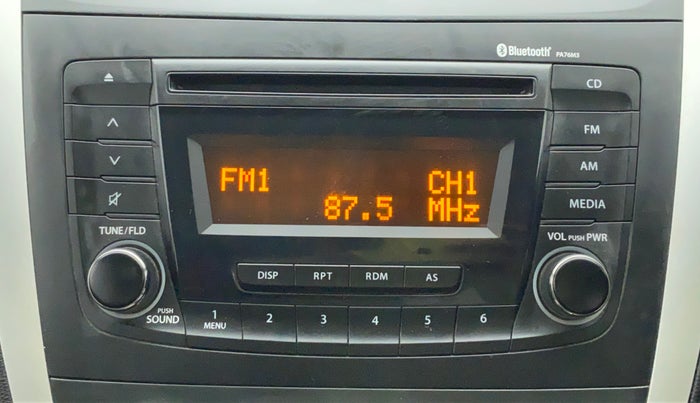 Bluetooth® PA76M3
CD
FM
AM
MEDIA
FM1 CH1
87.5 MHz
TUNE/FLD
VOL PUSH PWR
DISP RPT RDM AS
PUSH
SOUND
1 2 3 4 5 6
MENU